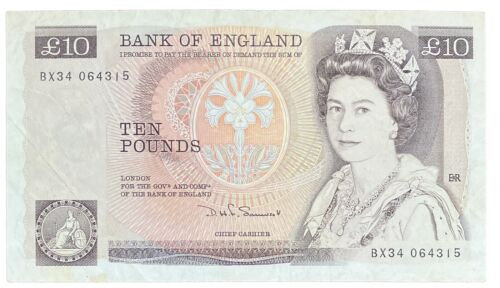 £10
BANK OF ENGLAND
£10
I PROMISE TO PAY THE BEARER ON DEMAND THE SUM OF
BX34 064315
TEN
POUNDS
LONDON
FOR THE GOVR AND COMPA
OF THE BANK OF ENGLAND
EIIR
CHIEF CASHIER
BX34 064315